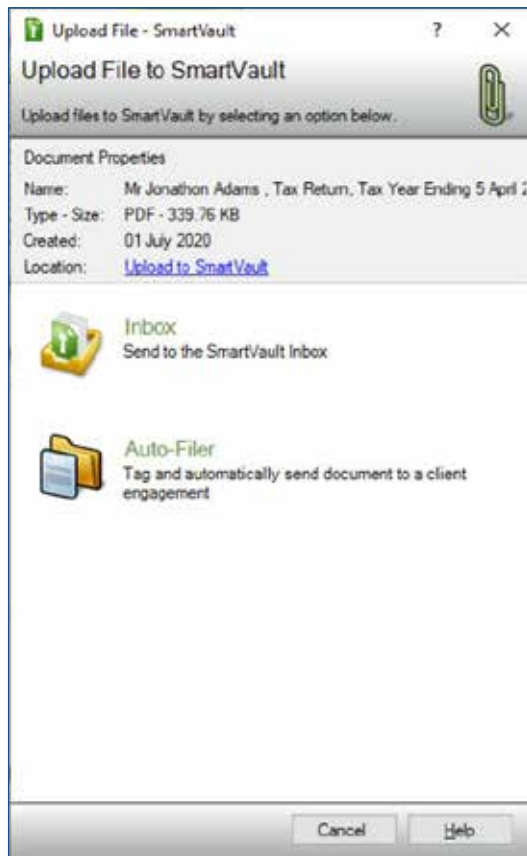 Upload File - SmartVault
? ×
Upload File to SmartVault
Upload files to SmartVault by selecting an option below.
Document Properties
Name: Mr Jonathon Adams , Tax Return, Tax Year Ending 5 April 2
Type - Size: PDF - 339.76 KB
Created: 01 July 2020
Location: Upload to SmartVault
Inbox
Send to the SmartVault Inbox
Auto-Filer
Tag and automatically send document to a client
engagement
Cancel Help